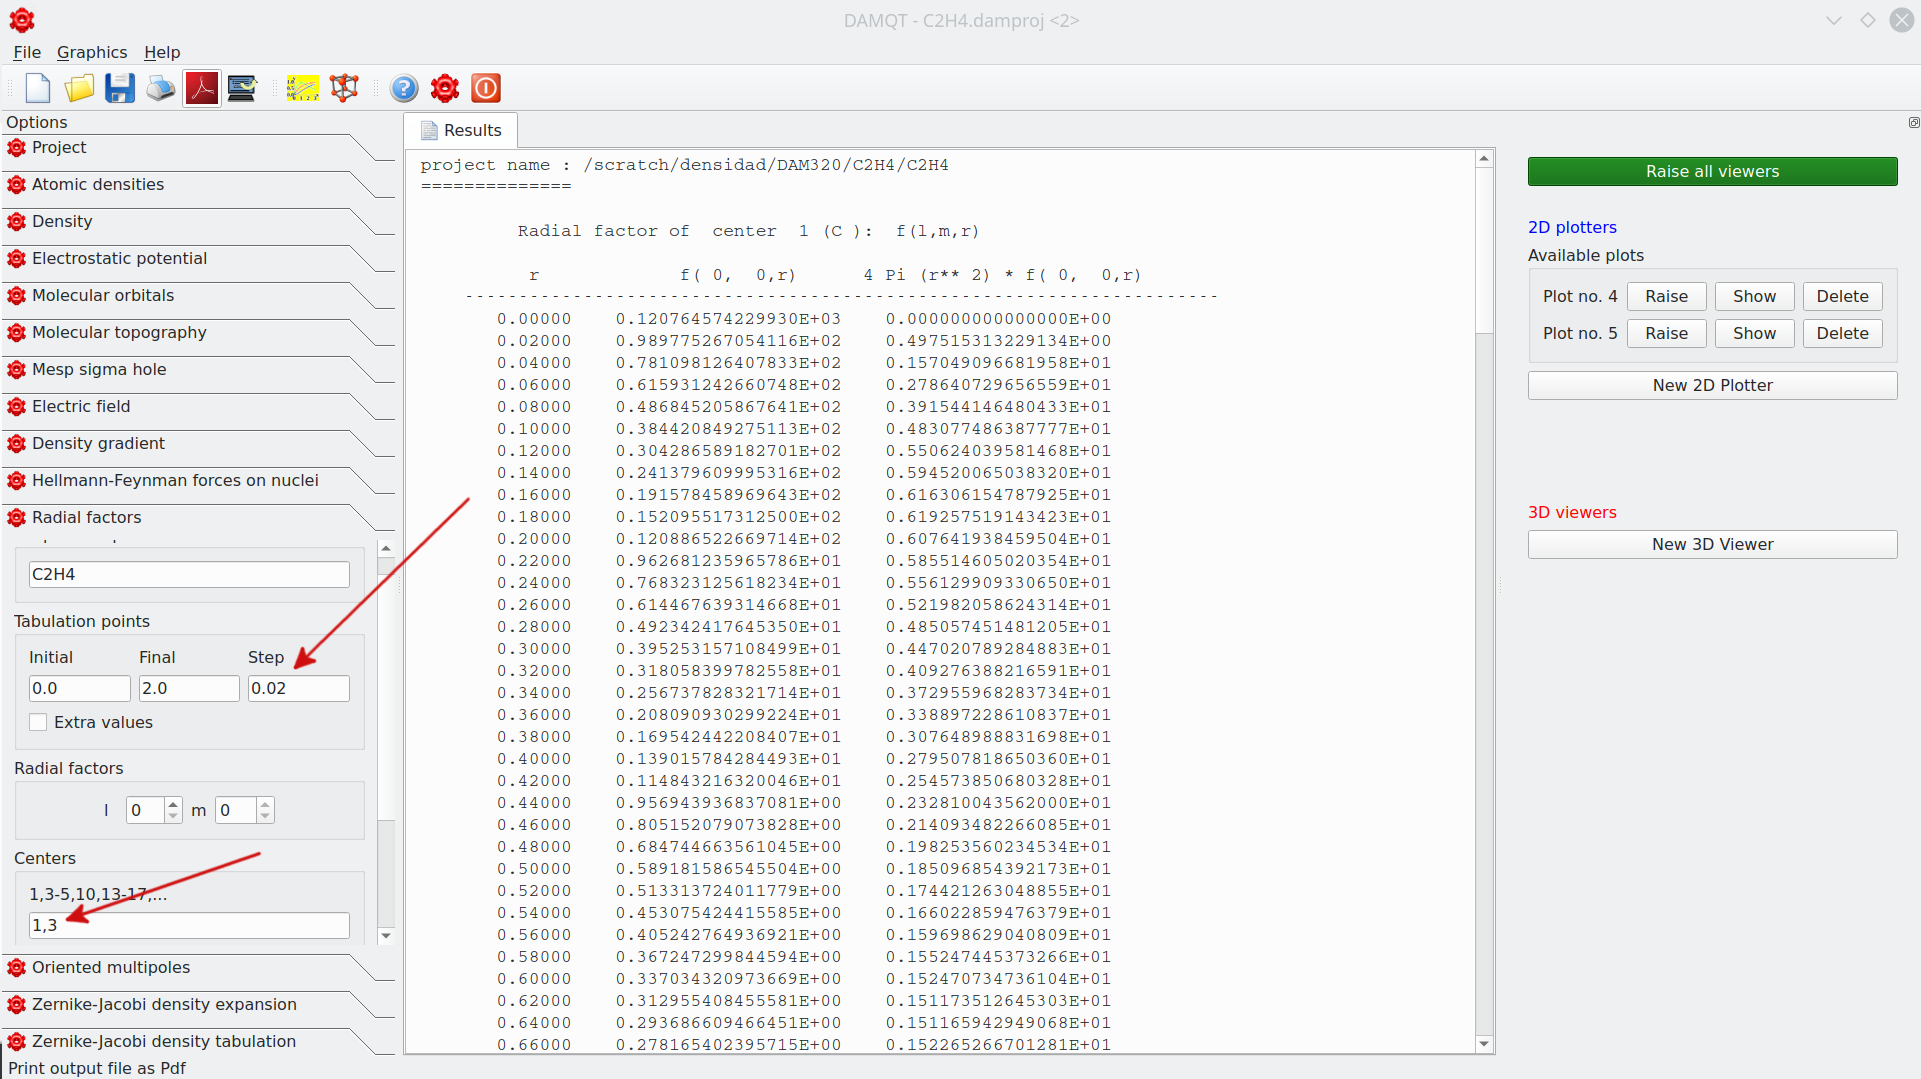 DAMQT - C2H4.damproj <2>
File Graphics Help
Options
Project
Atomic densities
Density
Electrostatic potential
Molecular orbitals
Molecular topography
Mesp sigma hole
Electric field
Density gradient
Hellmann-Feynman forces on nuclei
Radial factors
C2H4
Tabulation points
Initial Final Step
0.0 2.0 0.02
Extra values
Radial factors
l 0 m 0
Centers
1,3-5,10,13-17,...
1,3
Oriented multipoles
Zernike-Jacobi density expansion
Zernike-Jacobi density tabulation
Print output file as Pdf
Results
project name : /scratch/densidad/DAM320/C2H4/C2H4
==============
Radial factor of center 1 (C ): f(l,m,r)
r f( 0, 0,r) 4 Pi (r** 2) * f( 0, 0,r)
----------------------------------------------------------------------
0.00000 0.120764574229930E+03 0.000000000000000E+00
0.02000 0.989775267054116E+02 0.497515313229134E+00
0.04000 0.781098126407833E+02 0.157049096681958E+01
0.06000 0.615931242660748E+02 0.278640729656559E+01
0.08000 0.486845205867641E+02 0.391544146480433E+01
0.10000 0.384420849275113E+02 0.483077486387777E+01
0.12000 0.304286589182701E+02 0.550624039581468E+01
0.14000 0.241379609995316E+02 0.594520065038320E+01
0.16000 0.191578458969643E+02 0.616306154787925E+01
0.18000 0.152095517312500E+02 0.619257519143423E+01
0.20000 0.120886522669714E+02 0.607641938459504E+01
0.22000 0.962681235965786E+01 0.585514605020354E+01
0.24000 0.768323125618234E+01 0.556129909330650E+01
0.26000 0.614467639314668E+01 0.521982058624314E+01
0.28000 0.492342417645350E+01 0.485057451481205E+01
0.30000 0.395253157108499E+01 0.447020789284883E+01
0.32000 0.318058399782558E+01 0.409276388216591E+01
0.34000 0.256737828321714E+01 0.372955968283734E+01
0.36000 0.208090930299224E+01 0.338897228610837E+01
0.38000 0.169542442208407E+01 0.307648988831698E+01
0.40000 0.139015784284493E+01 0.279507818650360E+01
0.42000 0.114843216320046E+01 0.254573850680328E+01
0.44000 0.956943936837081E+00 0.232810043562000E+01
0.46000 0.805152079073828E+00 0.214093482266085E+01
0.48000 0.684744663561045E+00 0.198253560234534E+01
0.50000 0.589181586545504E+00 0.185096854392173E+01
0.52000 0.513313724011779E+00 0.174421263048855E+01
0.54000 0.453075424415585E+00 0.166022859476379E+01
0.56000 0.405242764936921E+00 0.159698629040809E+01
0.58000 0.367247299844594E+00 0.155247445373266E+01
0.60000 0.337034320973669E+00 0.152470734736104E+01
0.62000 0.312955408455581E+00 0.151173512645303E+01
0.64000 0.293686609466451E+00 0.151165942949068E+01
0.66000 0.278165402395715E+00 0.152265266701281E+01
Raise all viewers
2D plotters
Available plots
Plot no. 4 Raise Show Delete
Plot no. 5 Raise Show Delete
New 2D Plotter
3D viewers
New 3D Viewer